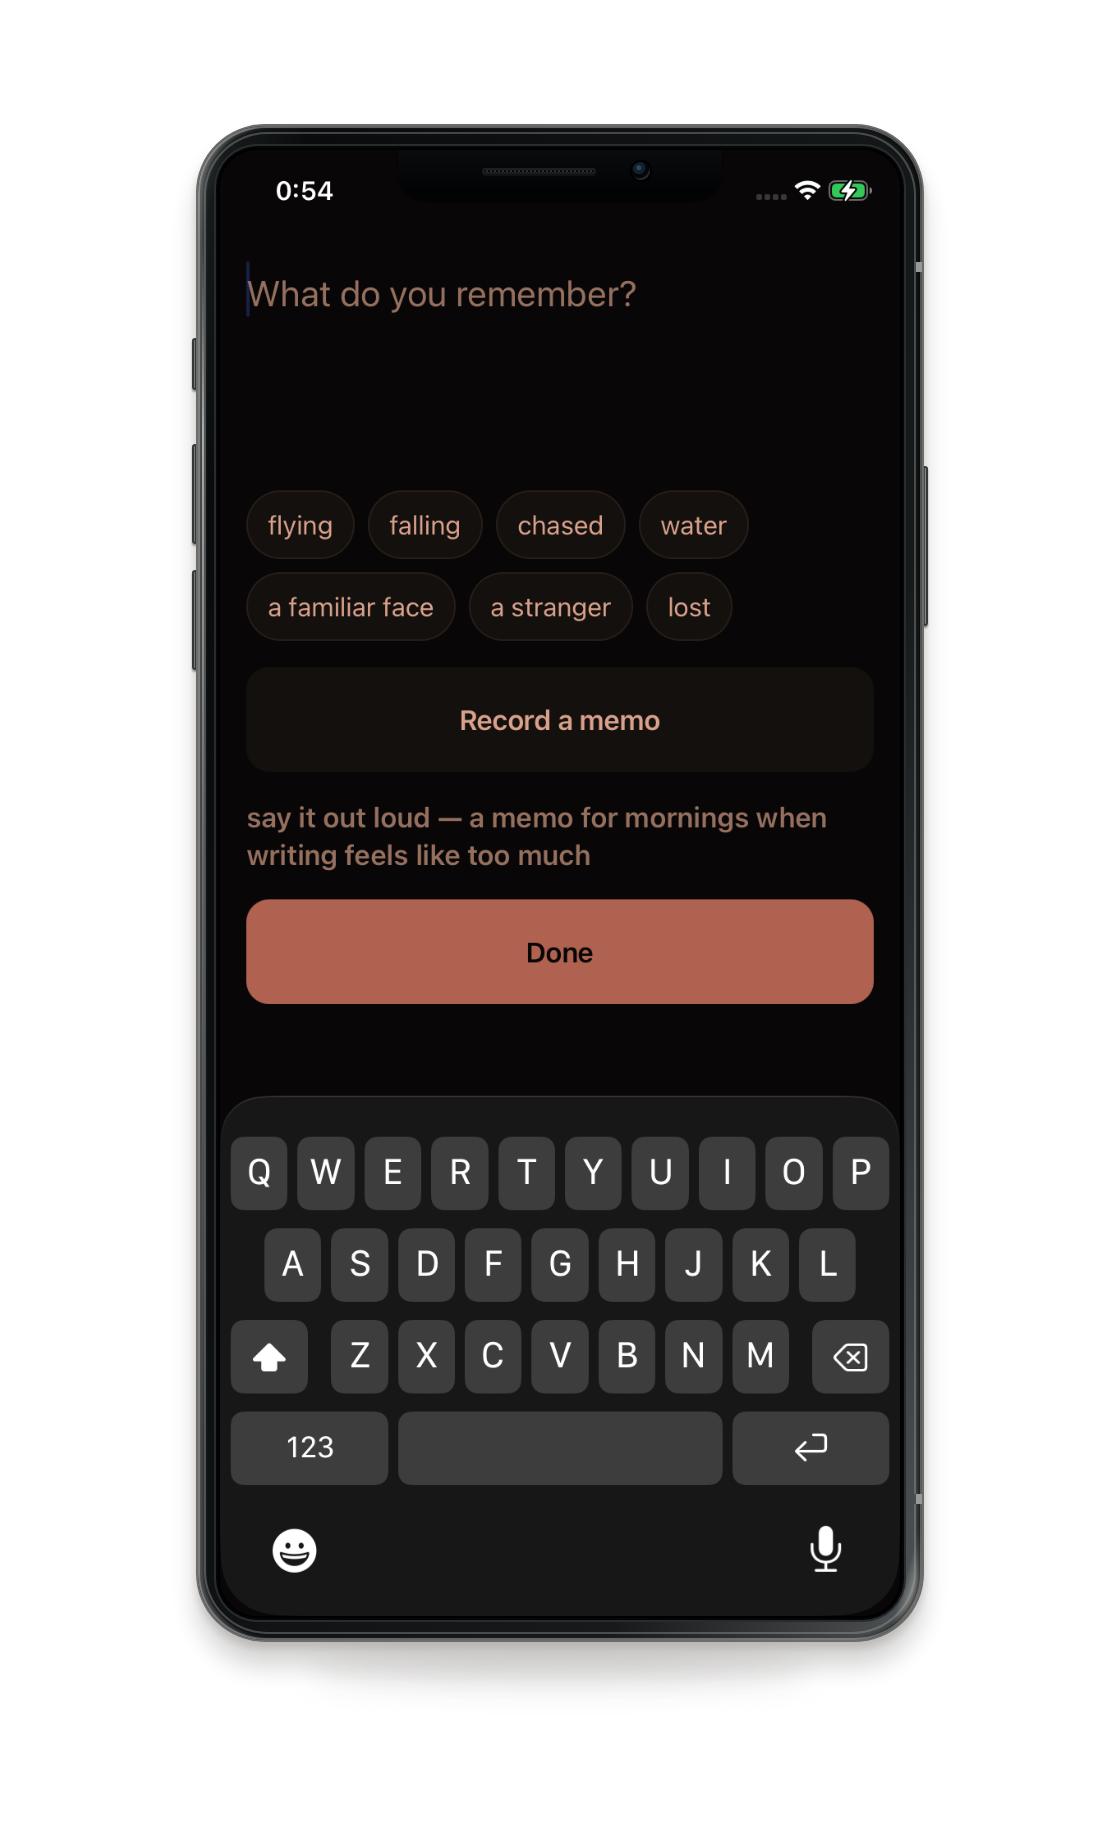 0:54
What do you remember?
flying falling chased water
a familiar face a stranger lost
Record a memo
say it out loud — a memo for mornings when
writing feels like too much
Done
Q W E R T Y U I O P
A S D F G H J K L
Z X C V B N M
123